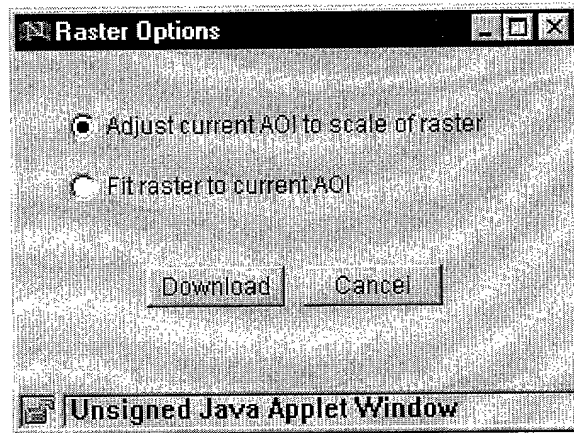 Raster Options
Adjust current AOI to scale of raster
Fit raster to current AOI
Download Cancel
Unsigned Java Applet Window